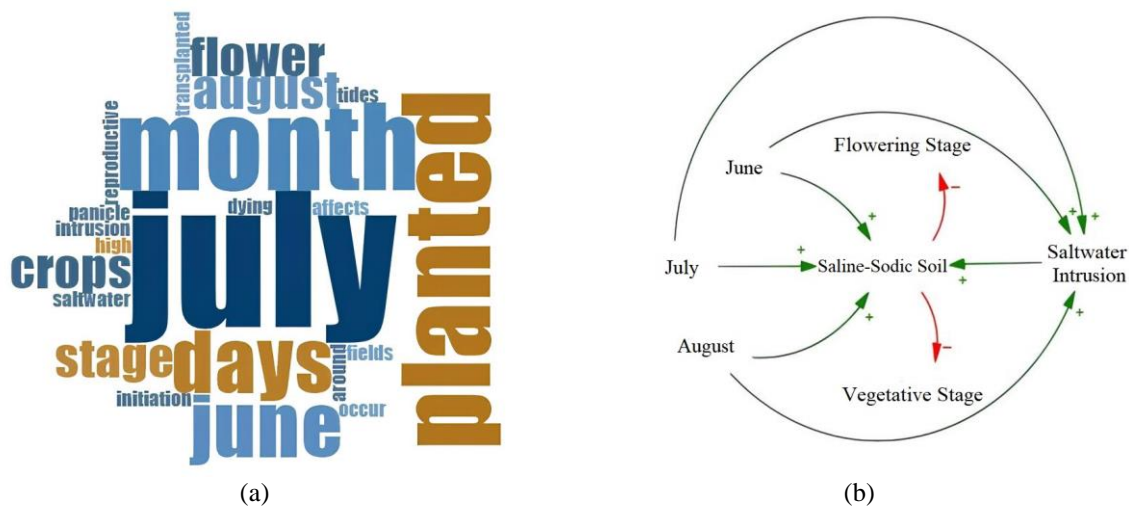 transplanted
flower
august
tides
month
planted
reproductive
july
dying
affects
panicle
intrusion
high
crops
saltwater
stage
days
around
fields
initiation
june
occur
(a)
June
Flowering Stage
July
Saline-Sodic Soil
Saltwater
Intrusion
August
Vegetative Stage
+
+
+
+
+
+
+
−
−
(b)